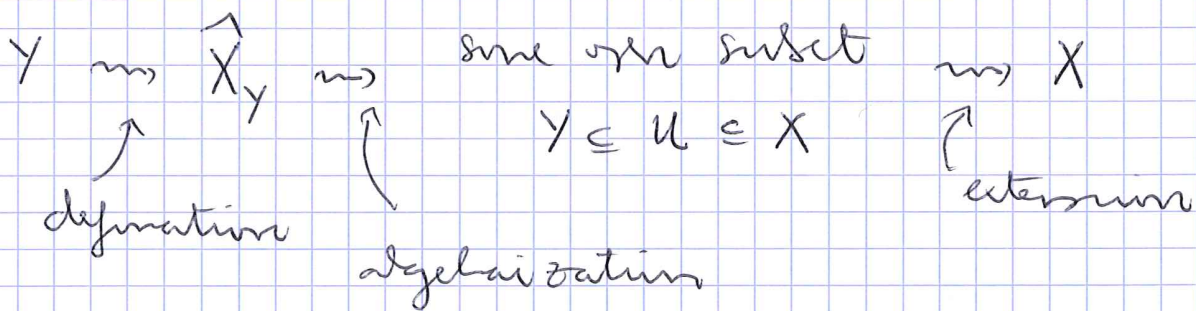 Y ⇝ X̂_Y ⇝ some open subset ⇝ X
Y ⊆ U ⊆ X
deformation
extension
algebraization